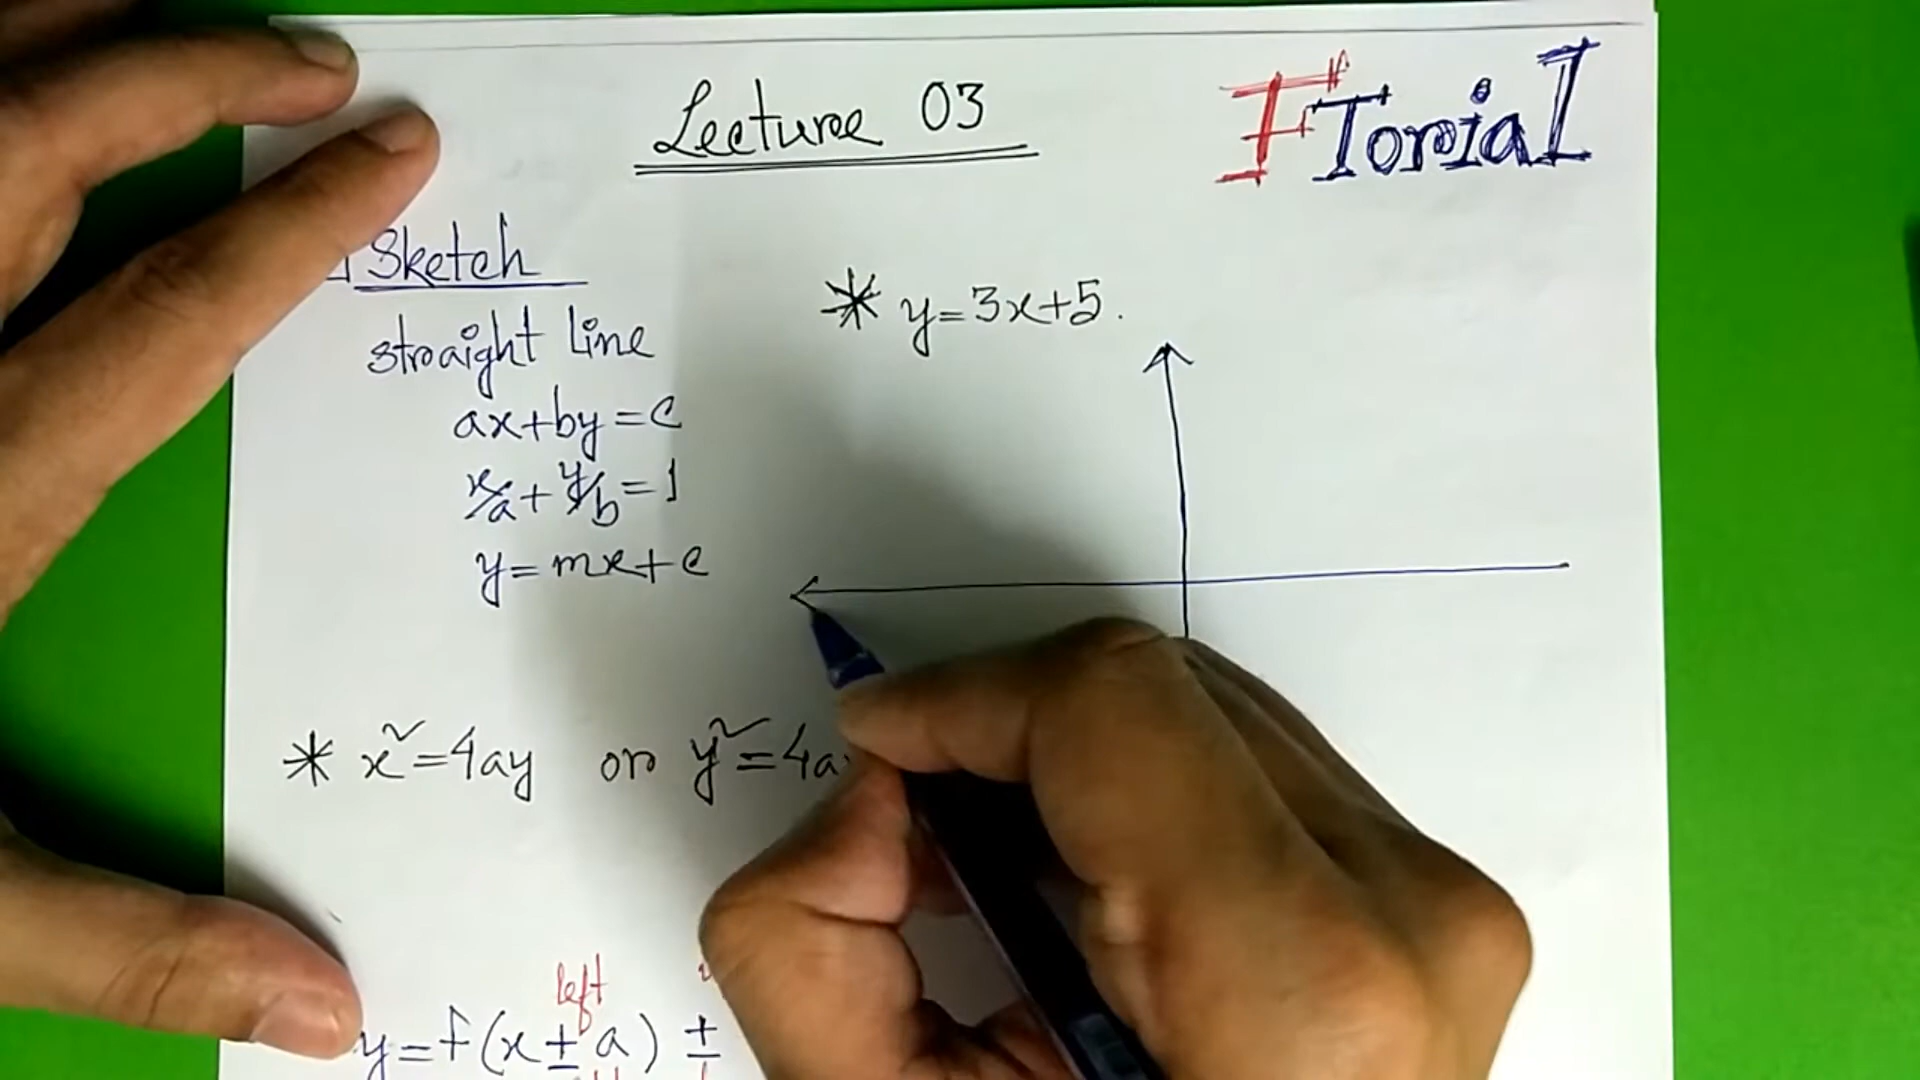 Lecture 03
FTorial
Sketch
straight line
ax+by=c
x/a+y/b=1
y=mx+c
* y=3x+5.
* x²=4ay or y²=4a
left
y=f(x±a) ±